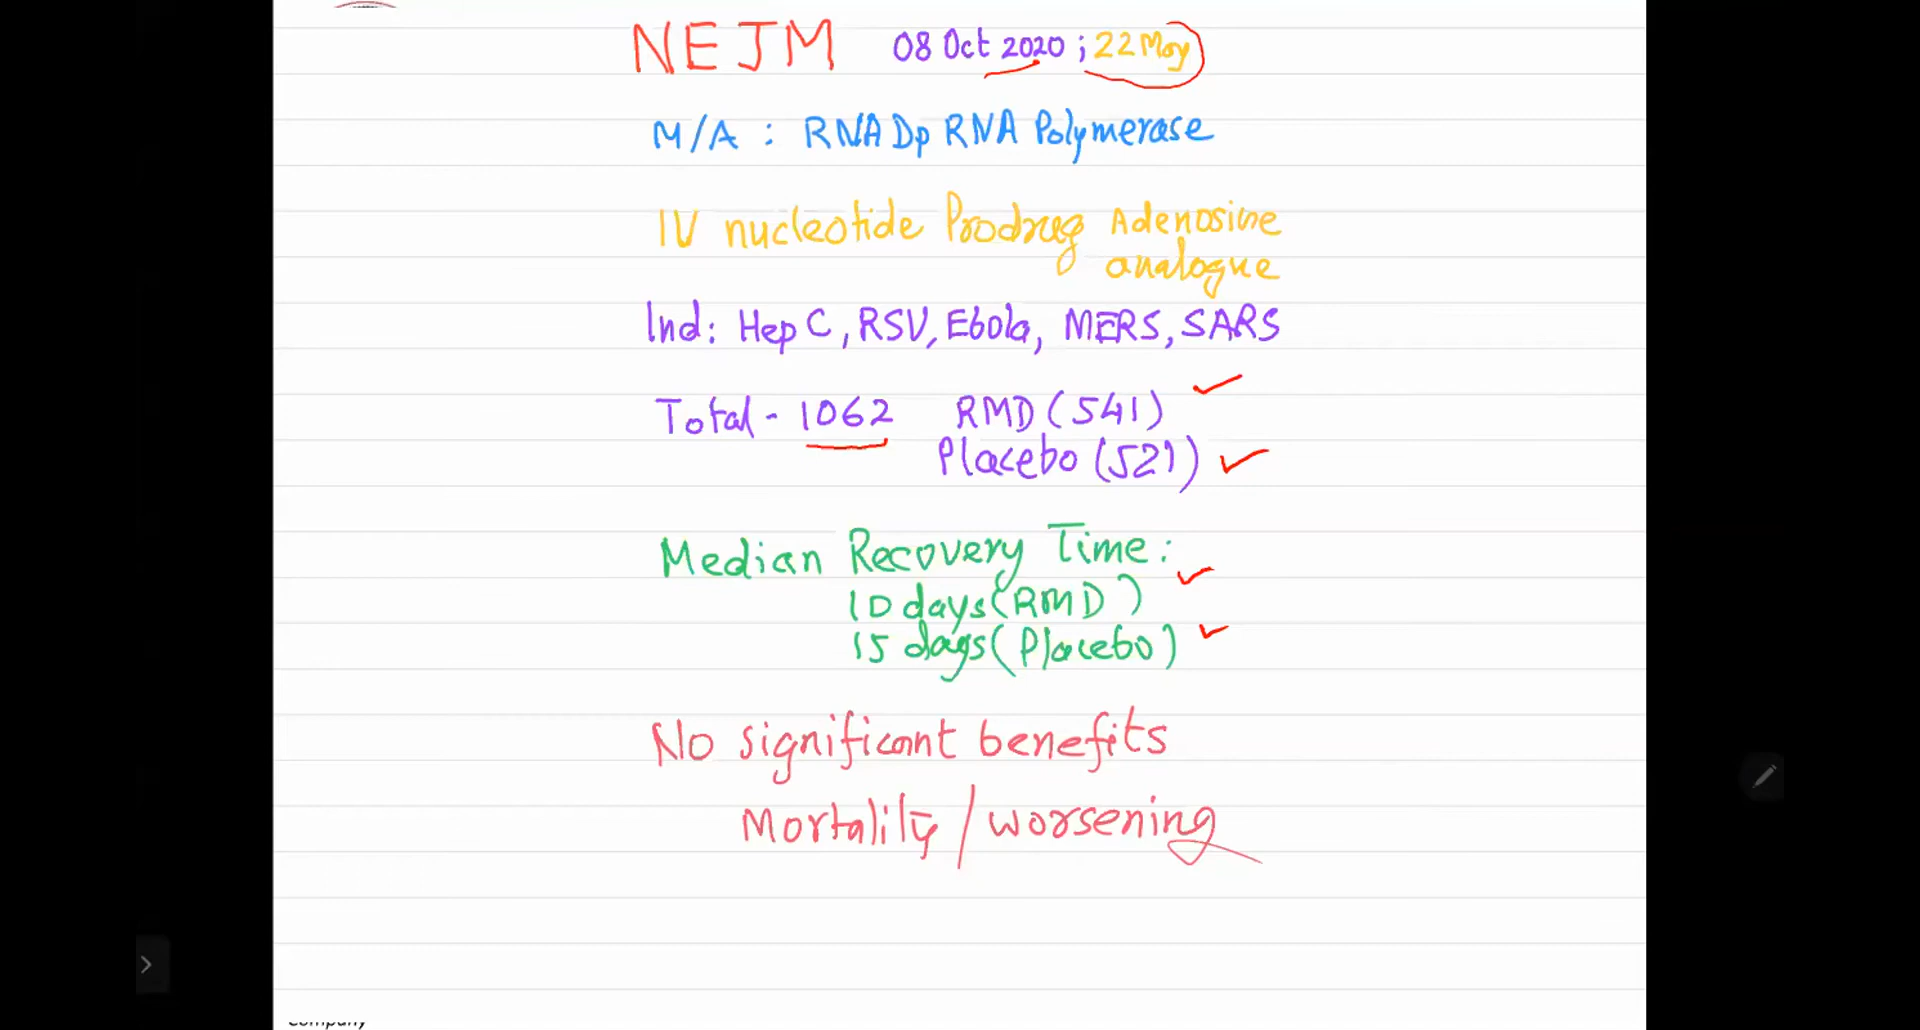 NEJM 08 Oct 2020 ; 22 May
M/A : RNA Dp RNA Polymerase
IV nucleotide Prodrug Adenosine
analogue
Ind: Hep C, RSV, Ebola, MERS, SARS
Total - 1062 RMD (541)
Placebo (521)
Median Recovery Time:
10 days (RMD)
15 days (Placebo)
No significant benefits
Mortality / worsening
Company